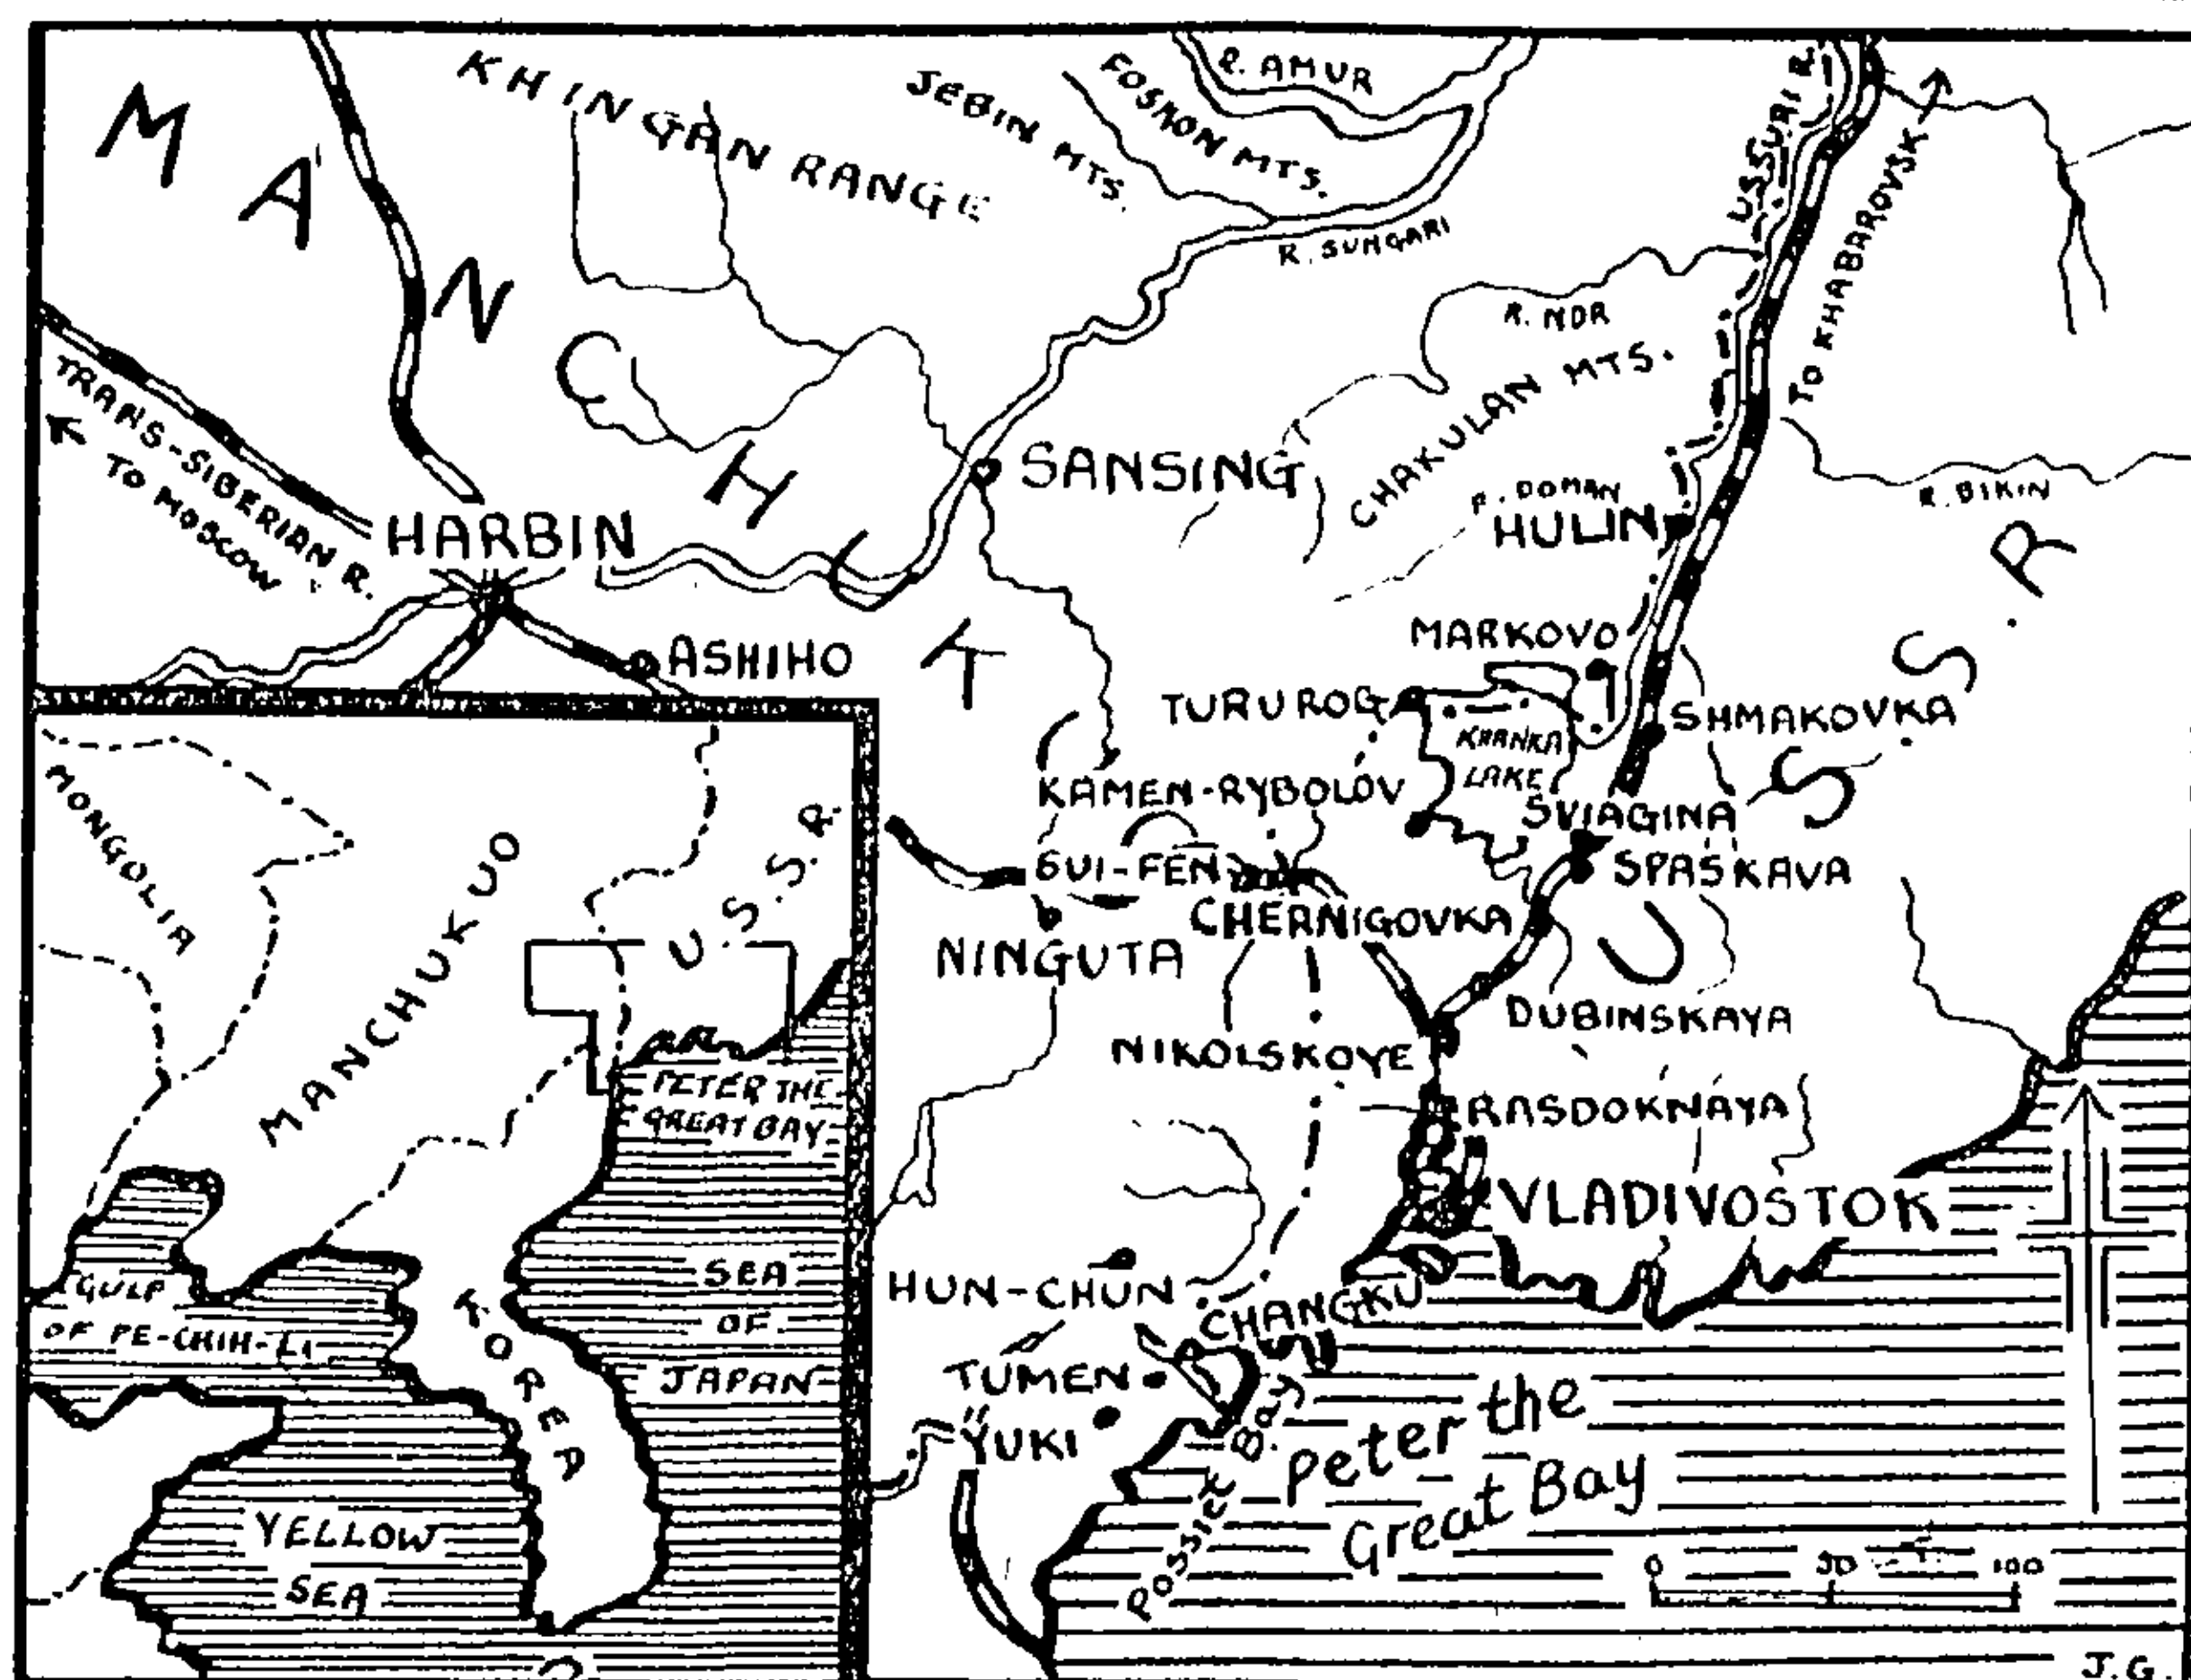 MANCHUKUO
KHINGAN RANGE
JEBIN MTS.
FOSKON MTS.
R. AMUR
USSURI R.
TO KHABAROVSK
R. SUNGARI
R. NOR
CHAKULAN MTS.
TRANS-SIBERIAN R.
TO MOSCOW
HARBIN
SANSING
R. DOMAN
HULIN
R. BIKIN
ASHIHO
MARKOVO
TURUROG
KHANKA
LAKE
SHMAKOVKA
U.S.S.R
KAMEN-RYBOLOV
SVIAGINA
SUI-FEN
SPASKAVA
CHERNIGOVKA
NINGUTA
DUBINSKAYA
NIKOLSKOYE
RASDOKNAYA
VLADIVOSTOK
HUN-CHUN
CHANGKU
TUMEN
YUKI
POSSIET BAY
Peter the
Great Bay
0 50 100
J.G.
MONGOLIA
MANCHUKUO
U.S.S.R.
PETER THE
GREAT BAY
GULF
OF PE-CHIH-LI
KOREA
SEA
OF
JAPAN
YELLOW
SEA